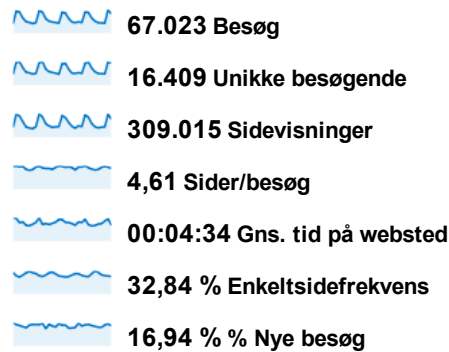 67.023 Besøg
16.409 Unikke besøgende
309.015 Sidevisninger
4,61 Sider/besøg
00:04:34 Gns. tid på websted
32,84 % Enkeltsidefrekvens
16,94 % % Nye besøg